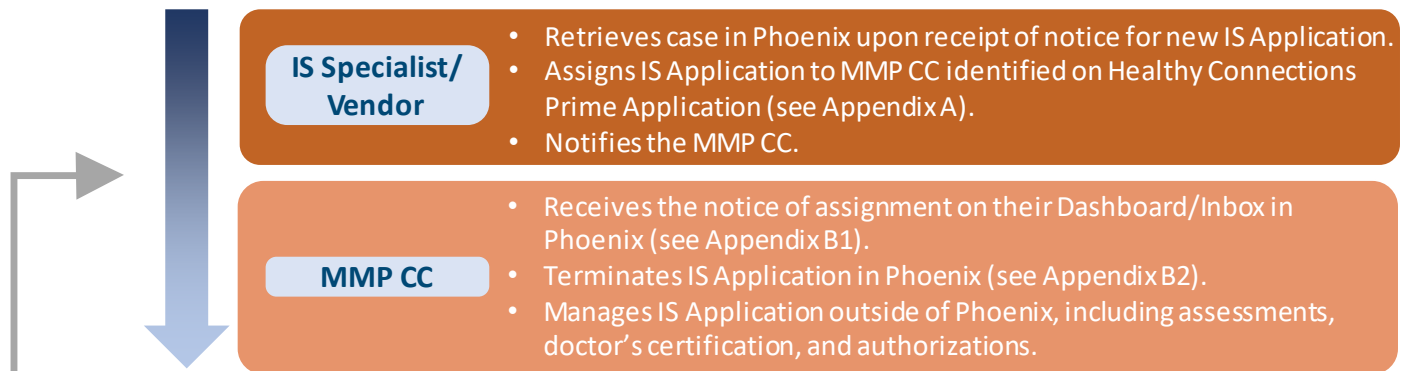 IS Specialist/
Vendor
• Retrieves case in Phoenix upon receipt of notice for new IS Application.
• Assigns IS Application to MMP CC identified on Healthy Connections
Prime Application (see Appendix A).
• Notifies the MMP CC.
MMP CC
• Receives the notice of assignment on their Dashboard/Inbox in
Phoenix (see Appendix B1).
• Terminates IS Application in Phoenix (see Appendix B2).
• Manages IS Application outside of Phoenix, including assessments,
doctor’s certification, and authorizations.